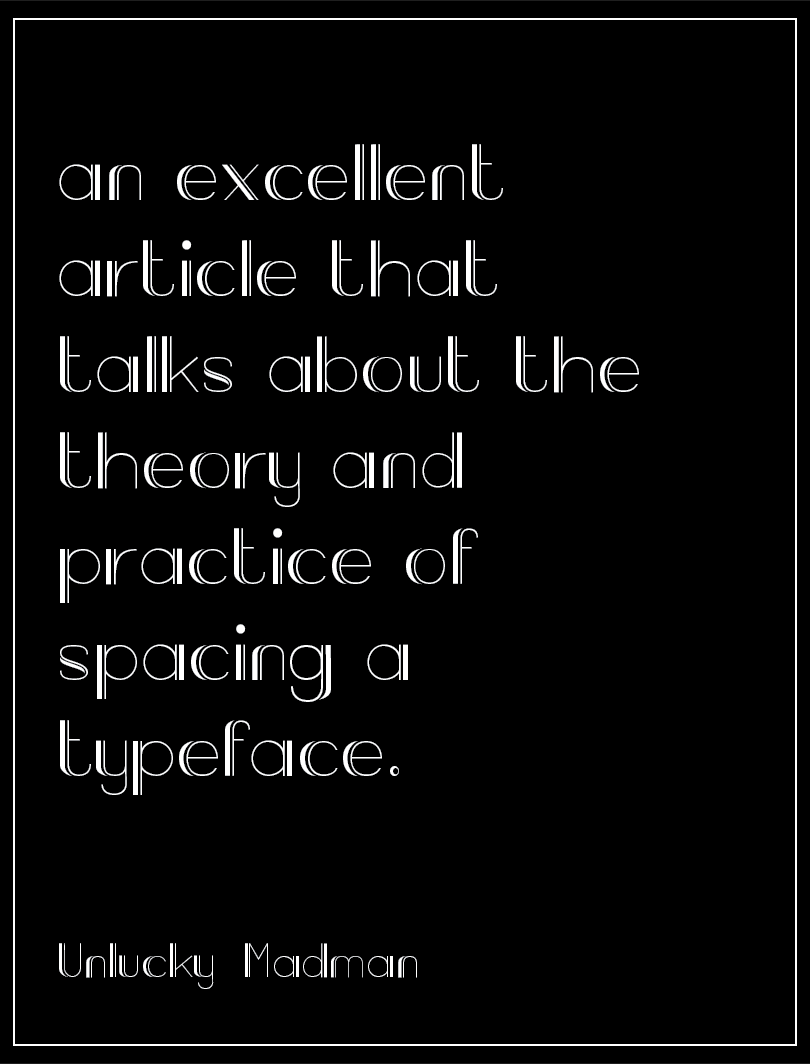 an excellent
article that
talks about the
theory and
practice of
spacing a
typeface.
Unlucky Madman